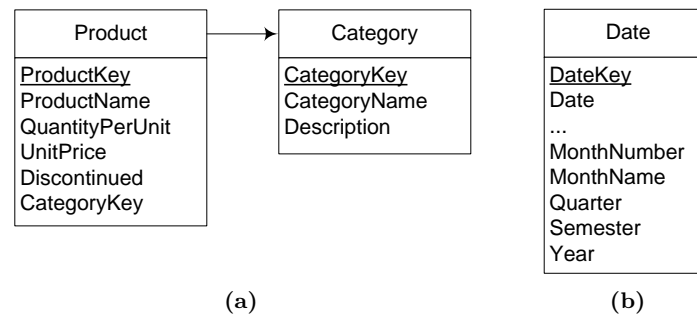 Product
ProductKey
ProductName
QuantityPerUnit
UnitPrice
Discontinued
CategoryKey
Category
CategoryKey
CategoryName
Description
(a)
Date
DateKey
Date
...
MonthNumber
MonthName
Quarter
Semester
Year
(b)